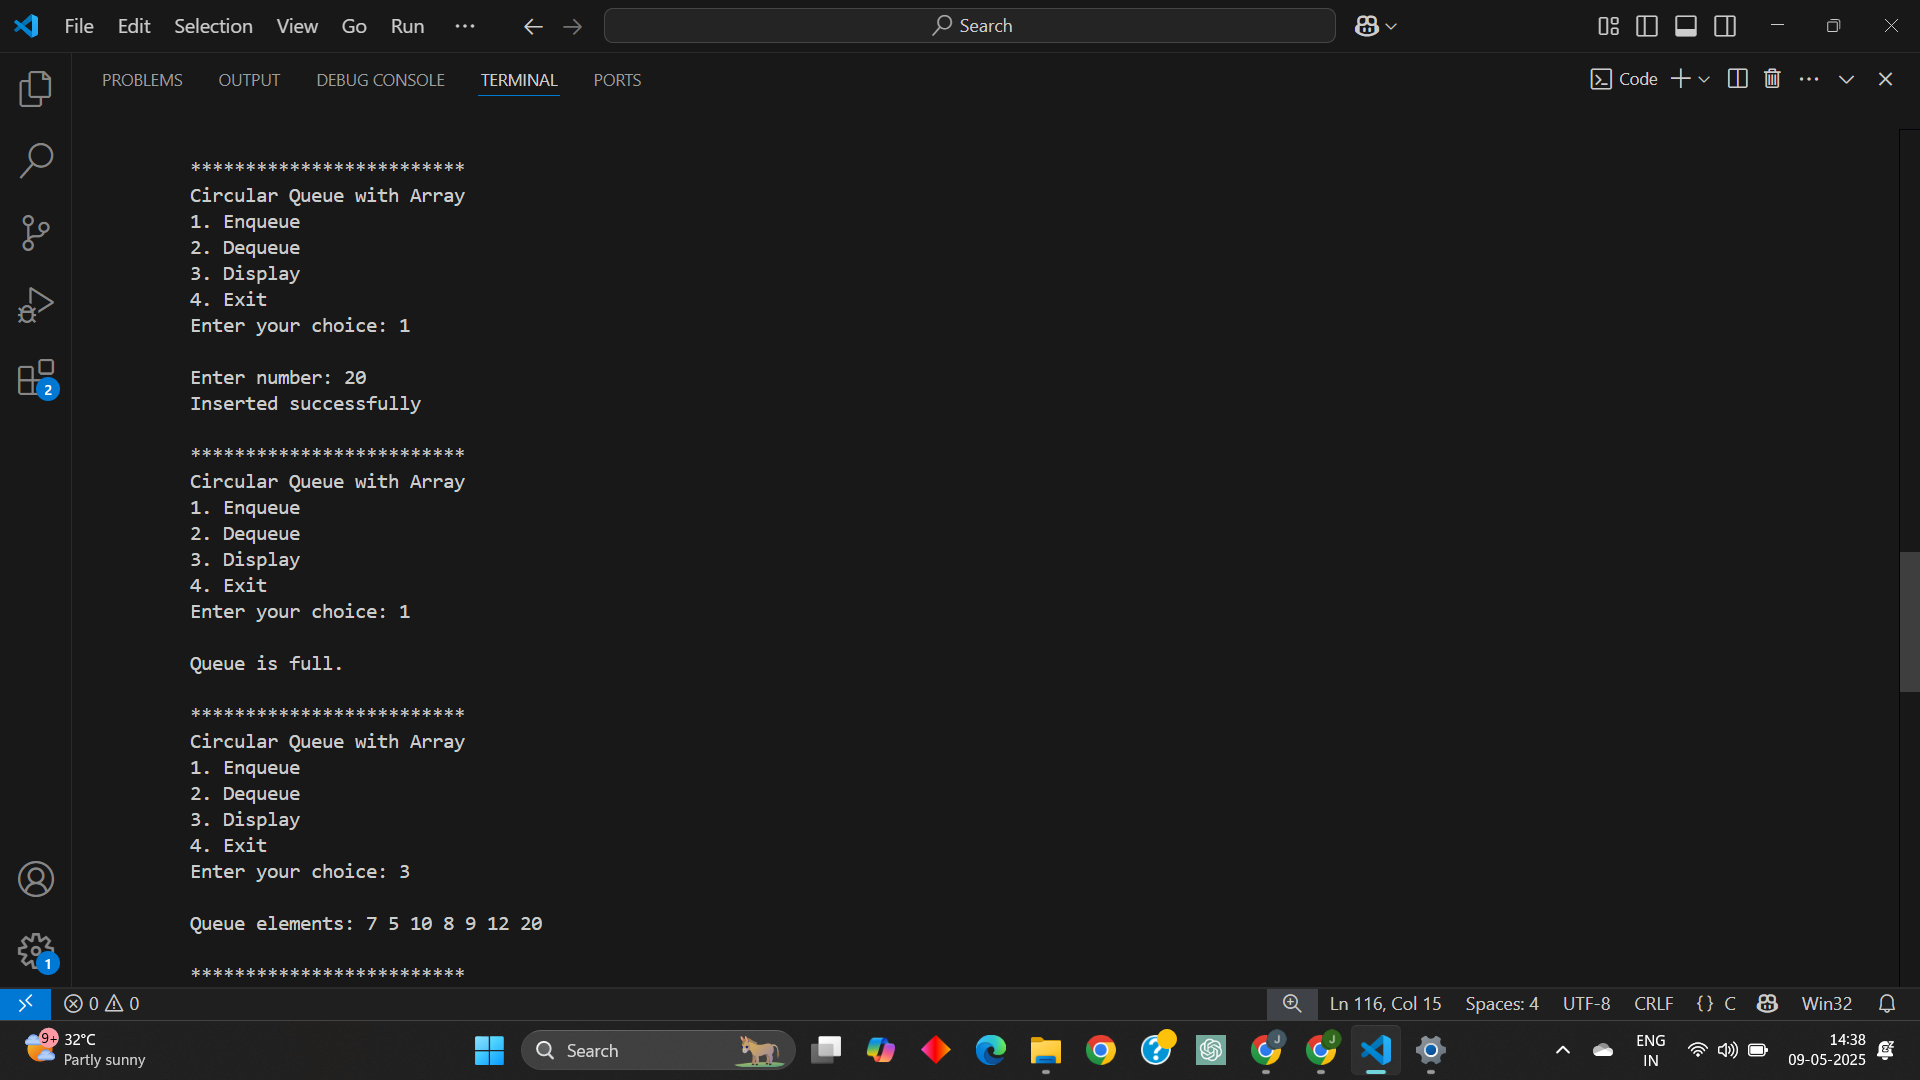 File Edit Selection View Go Run ... Search
PROBLEMS OUTPUT DEBUG CONSOLE TERMINAL PORTS Code
*************************
Circular Queue with Array
1. Enqueue
2. Dequeue
3. Display
4. Exit
Enter your choice: 1
Enter number: 20
Inserted successfully
*************************
Circular Queue with Array
1. Enqueue
2. Dequeue
3. Display
4. Exit
Enter your choice: 1
Queue is full.
*************************
Circular Queue with Array
1. Enqueue
2. Dequeue
3. Display
4. Exit
Enter your choice: 3
Queue elements: 7 5 10 8 9 12 20
*************************
2
1
0 0 Ln 116, Col 15 Spaces: 4 UTF-8 CRLF {} C Win32
9+ 32°C
Partly sunny
Search
J
J
ENG
IN
14:38
09-05-2025